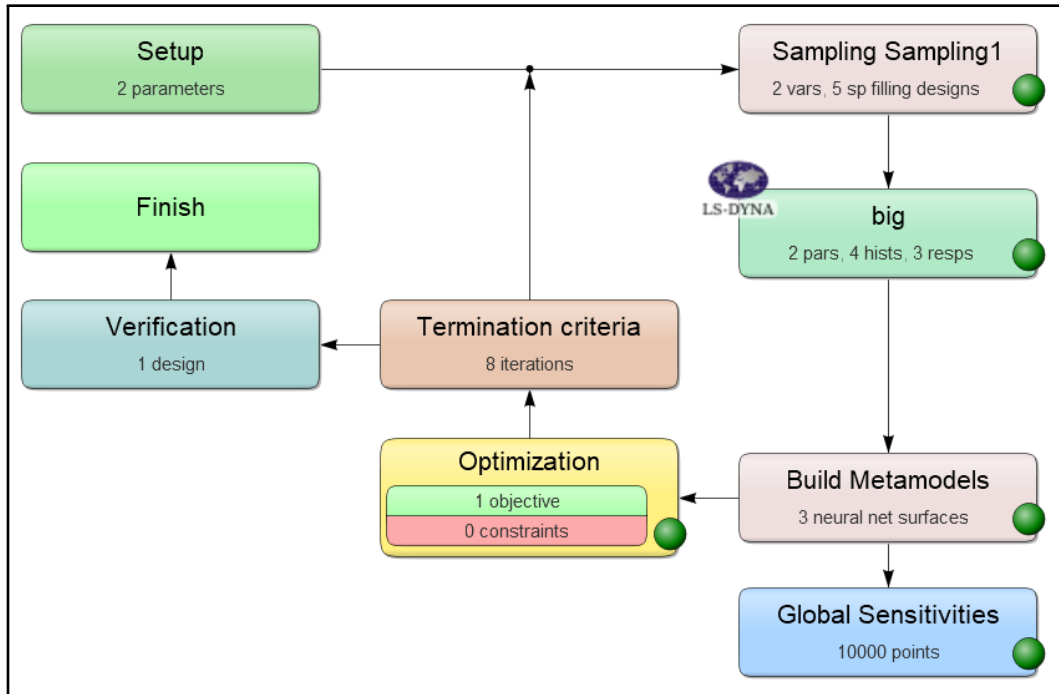 Setup
2 parameters
Sampling Sampling1
2 vars, 5 sp filling designs
Finish
LS-DYNA
big
2 pars, 4 hists, 3 resps
Verification
1 design
Termination criteria
8 iterations
Optimization
1 objective
0 constraints
Build Metamodels
3 neural net surfaces
Global Sensitivities
10000 points